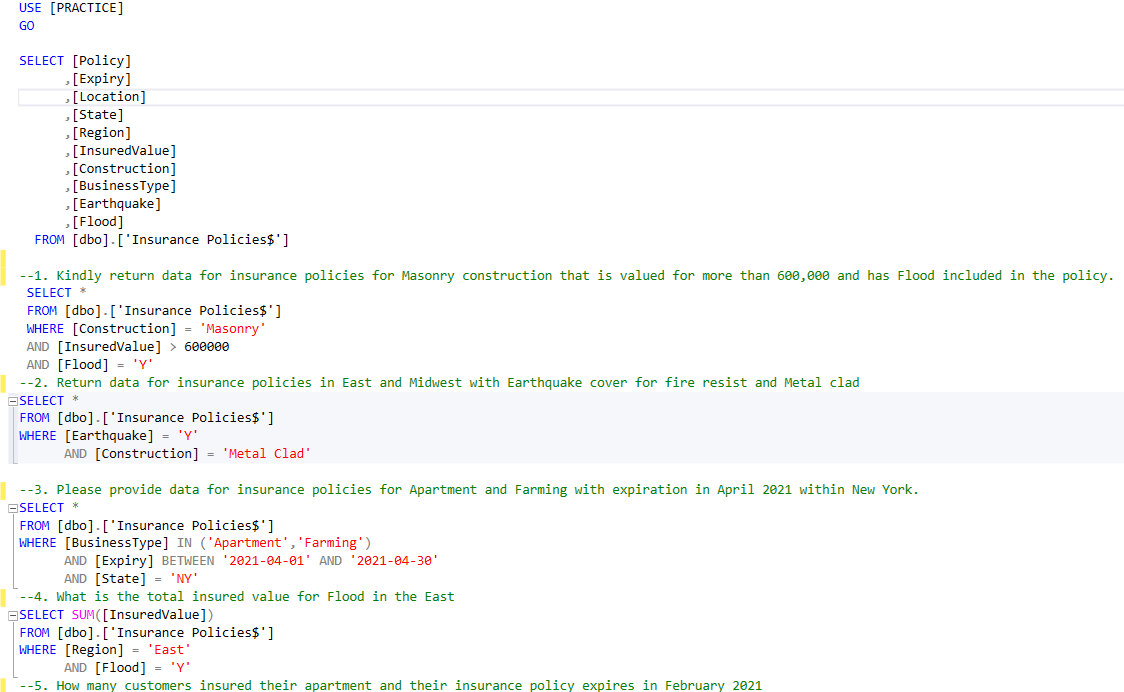 USE [PRACTICE]
GO
SELECT [Policy]
,[Expiry]
,[Location]
,[State]
,[Region]
,[InsuredValue]
,[Construction]
,[BusinessType]
,[Earthquake]
,[Flood]
FROM [dbo].['Insurance Policies$']
--1. Kindly return data for insurance policies for Masonry construction that is valued for more than 600,000 and has Flood included in the policy.
SELECT *
FROM [dbo].['Insurance Policies$']
WHERE [Construction] = 'Masonry'
AND [InsuredValue] > 600000
AND [Flood] = 'Y'
--2. Return data for insurance policies in East and Midwest with Earthquake cover for fire resist and Metal clad
SELECT *
FROM [dbo].['Insurance Policies$']
WHERE [Earthquake] = 'Y'
AND [Construction] = 'Metal Clad'
--3. Please provide data for insurance policies for Apartment and Farming with expiration in April 2021 within New York.
SELECT *
FROM [dbo].['Insurance Policies$']
WHERE [BusinessType] IN ('Apartment','Farming')
AND [Expiry] BETWEEN '2021-04-01' AND '2021-04-30'
AND [State] = 'NY'
--4. What is the total insured value for Flood in the East
SELECT SUM([InsuredValue])
FROM [dbo].['Insurance Policies$']
WHERE [Region] = 'East'
AND [Flood] = 'Y'
--5. How many customers insured their apartment and their insurance policy expires in February 2021